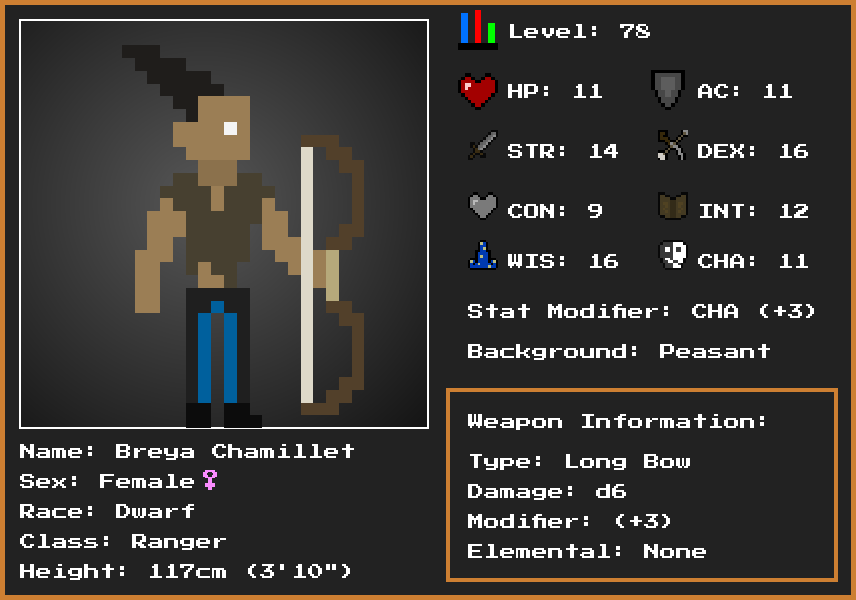 Level: 78
HP: 11 AC: 11
STR: 14 DEX: 16
CON: 9 INT: 12
WIS: 16 CHA: 11
Stat Modifier: CHA (+3)
Background: Peasant
Weapon Information:
Type: Long Bow
Damage: d6
Modifier: (+3)
Elemental: None
Name: Breya Chamillet
Sex: Female♀
Race: Dwarf
Class: Ranger
Height: 117cm (3'10")